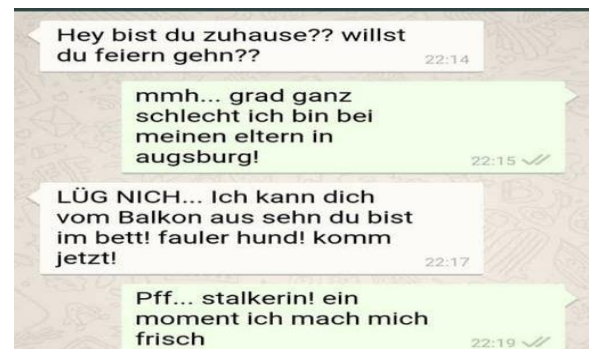 Hey bist du zuhause?? willst
du feiern gehn??
22:14
mmh... grad ganz
schlecht ich bin bei
meinen eltern in
augsburg!
22:15
LÜG NICH... Ich kann dich
vom Balkon aus sehn du bist
im bett! fauler hund! komm
jetzt!
22:17
Pff... stalkerin! ein
moment ich mach mich
frisch
22:19